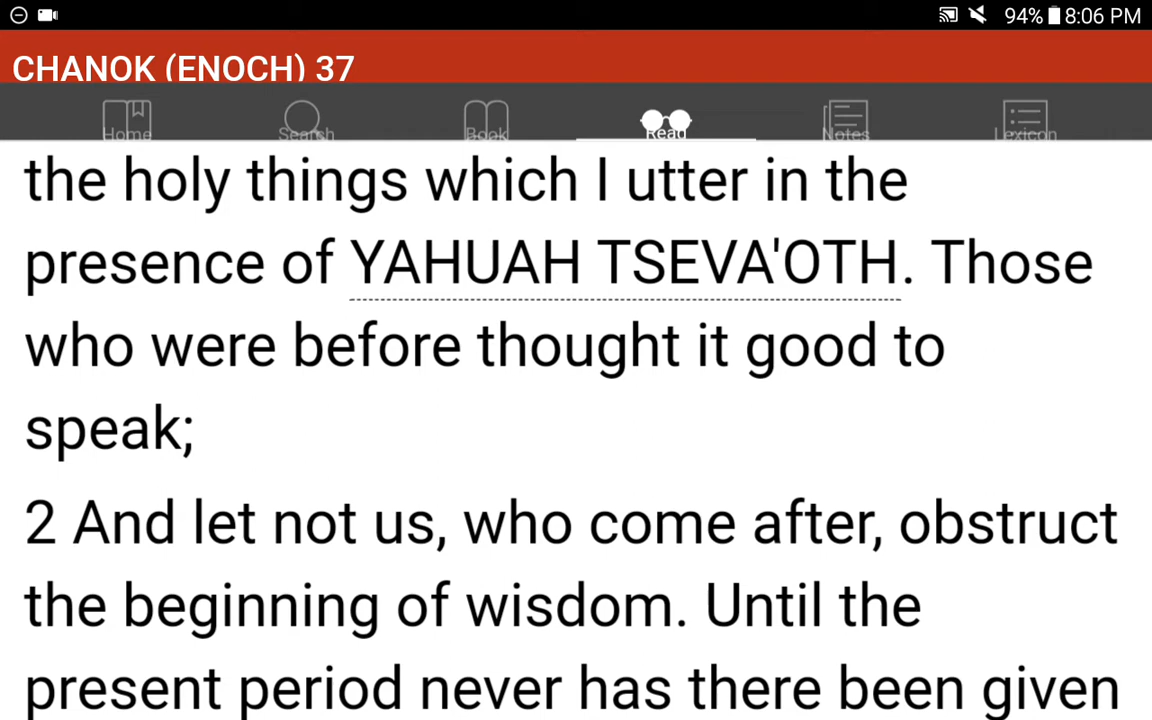 94% 8:06 PM
CHANOK (ENOCH) 37
Home Search Book Read Notes Lexicon
the holy things which I utter in the
presence of YAHUAH TSEVA'OTH. Those
who were before thought it good to
speak;
2 And let not us, who come after, obstruct
the beginning of wisdom. Until the
present period never has there been given